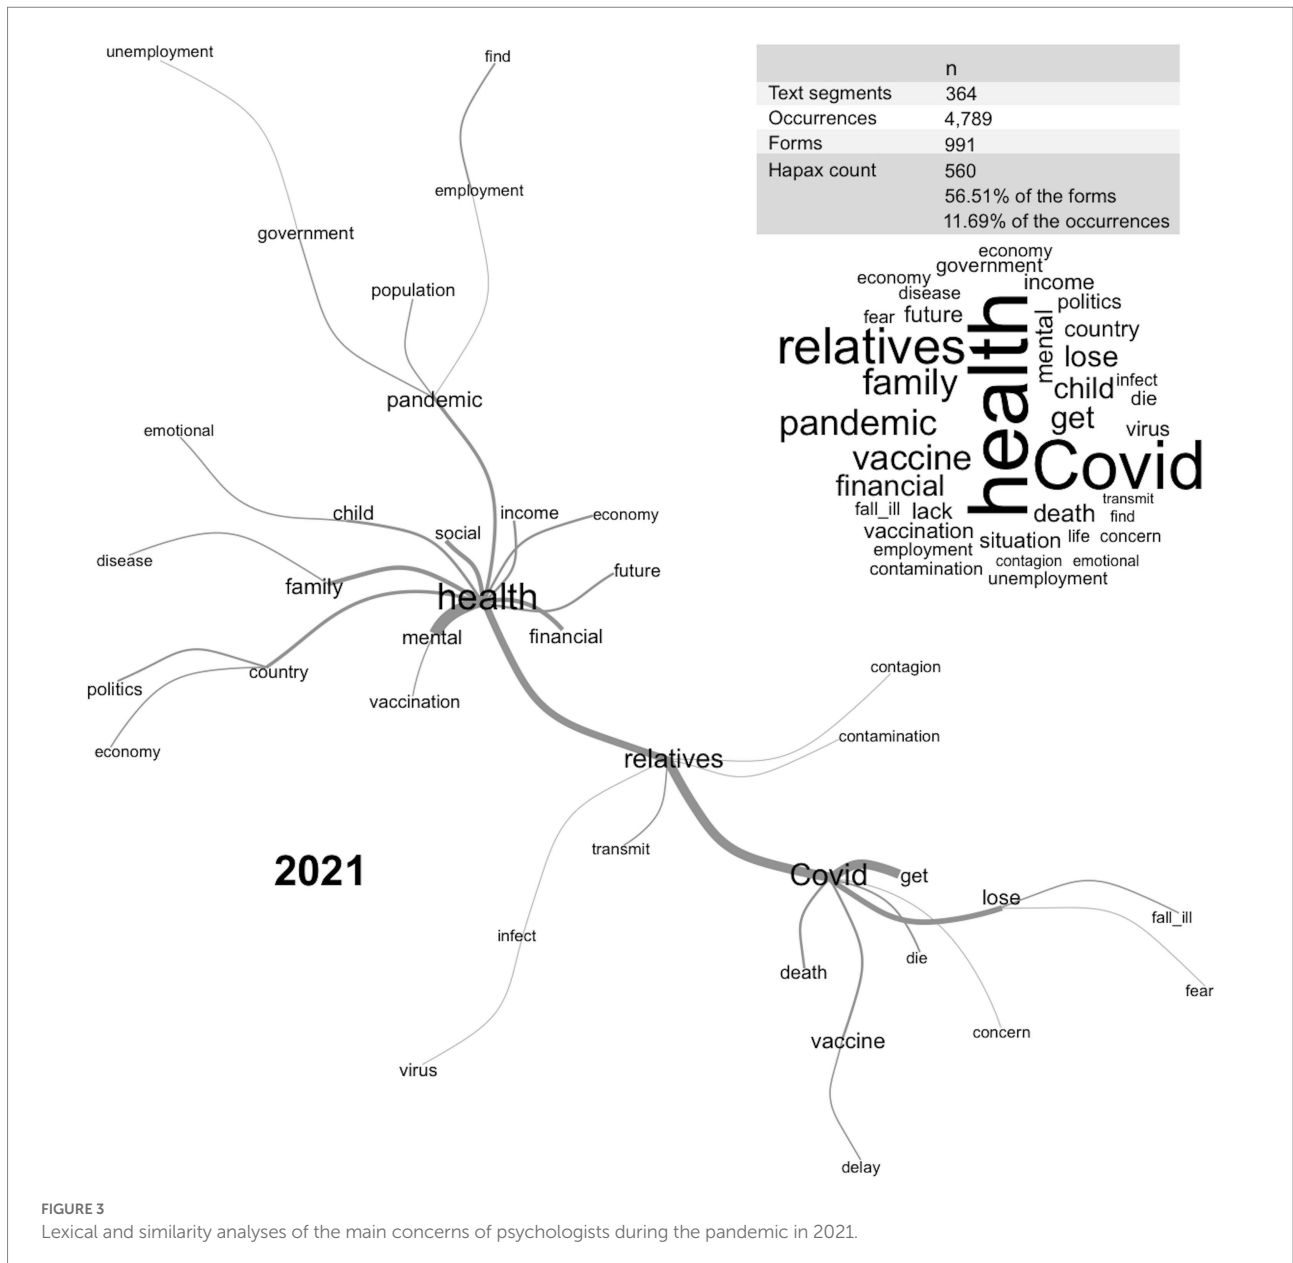 unemployment
find
employment
government
population
pandemic
emotional
child
social
income
economy
disease
family
health
future
mental
financial
country
politics
vaccination
economy
contagion
contamination
relatives
transmit
2021
Covid
get
lose
fall_ill
infect
death
die
fear
concern
vaccine
virus
delay
n
Text segments 364
Occurrences 4,789
Forms 991
Hapax count 560
56.51% of the forms
11.69% of the occurrences
economy
government
economy
income
disease
politics
fear future
mental
country
relatives
health
lose
family
child
infect
die
pandemic
get
virus
vaccine
Covid
financial
transmit
fall_ill lack
death
find
vaccination
situation
life
concern
employment
contagion
emotional
contamination
unemployment
FIGURE 3
Lexical and similarity analyses of the main concerns of psychologists during the pandemic in 2021.